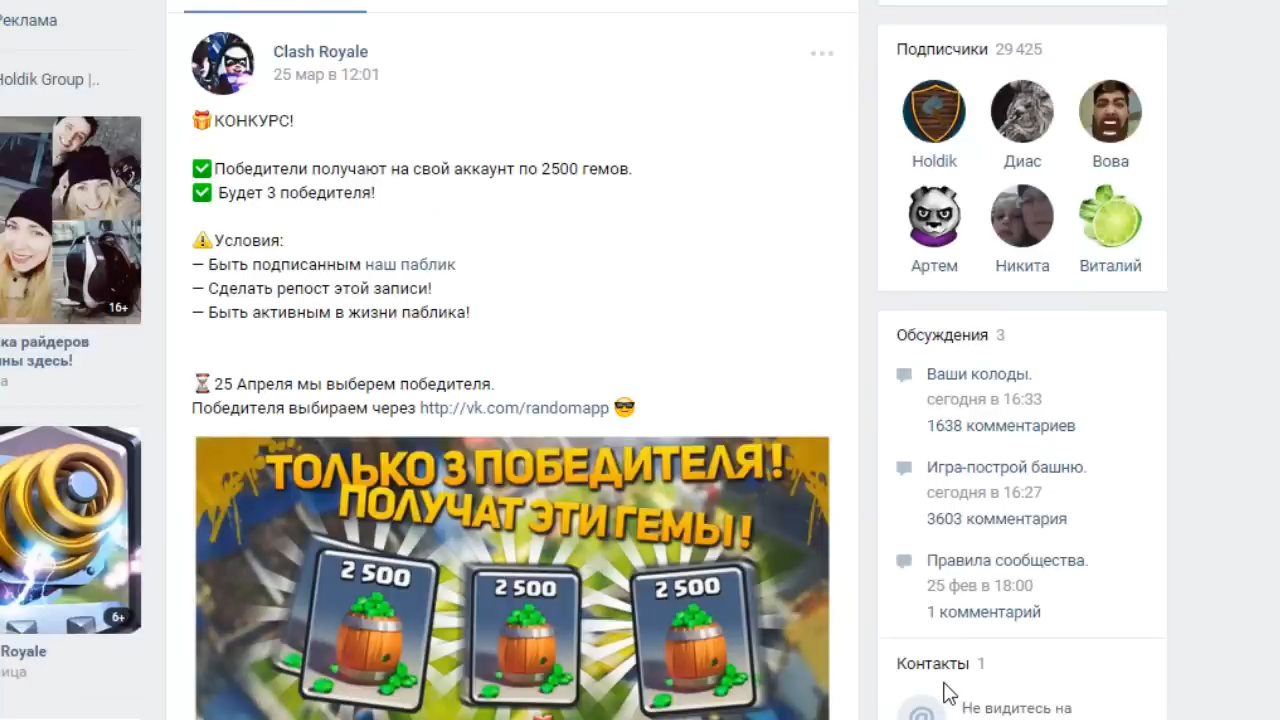 Реклама
Holdik Group |..
16+
ка райдеров
ны здесь!
а
6+
Royale
ица
Clash Royale
25 мар в 12:01
КОНКУРС!
Победители получают на свой аккаунт по 2500 гемов.
Будет 3 победителя!
Условия:
— Быть подписанным наш паблик
— Сделать репост этой записи!
— Быть активным в жизни паблика!
25 Апреля мы выберем победителя.
Победителя выбираем через http://vk.com/randomapp
ТОЛЬКО 3 ПОБЕДИТЕЛЯ!
ПОЛУЧАТ ЭТИ ГЕМЫ!
2 500 2 500 2 500
Подписчики 29 425
Holdik Диас Вова
Артем Никита Виталий
Обсуждения 3
Ваши колоды.
сегодня в 16:33
1638 комментариев
Игра-построй башню.
сегодня в 16:27
3603 комментария
Правила сообщества.
25 фев в 18:00
1 комментарий
Контакты 1
Не видитесь на